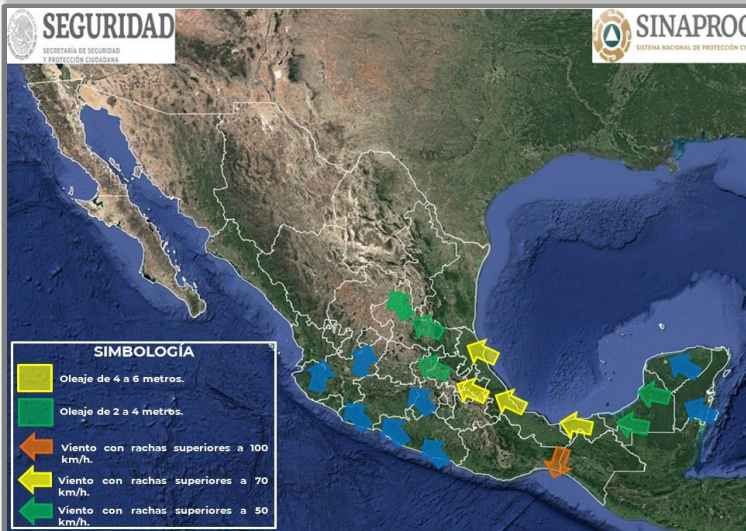 SEGURIDAD
SECRETARÍA DE SEGURIDAD
Y PROTECCIÓN CIUDADANA
SINAPROC
SISTEMA NACIONAL DE PROTECCIÓN CI
SIMBOLOGÍA
Oleaje de 4 a 6 metros.
Oleaje de 2 a 4 metros.
Viento con rachas superiores a 100
km/h.
Viento con rachas superiores a 70
km/h.
Viento con rachas superiores a 50
km/h.